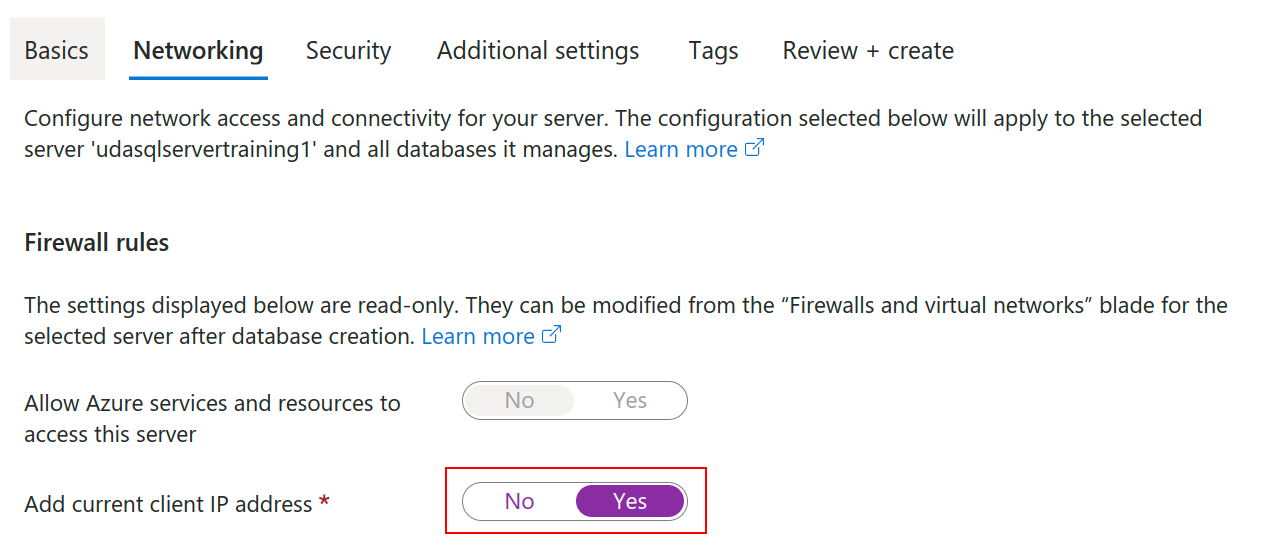 Basics Networking Security Additional settings Tags Review + create
Configure network access and connectivity for your server. The configuration selected below will apply to the selected
server 'udasqlservertraining1' and all databases it manages. Learn more
Firewall rules
The settings displayed below are read-only. They can be modified from the “Firewalls and virtual networks” blade for the
selected server after database creation. Learn more
Allow Azure services and resources to
access this server
No Yes
Add current client IP address *
No Yes